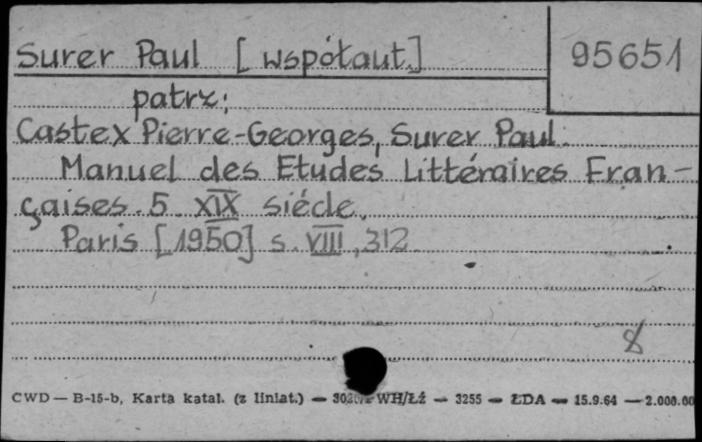 Surer Paul [współaut.]
95651
patrz:
Castex Pierre-Georges, Surer Paul.
Manuel des Etudes Littéraires Fran-
çaises. 5. XIX siécle.
Paris [1950] s. VIII, 312.
8
CWD — B-15-b, Karta katal. (z liniat.) — WH/Łż — 3255 — ŁDA — 15.9.64 — 2.000.00